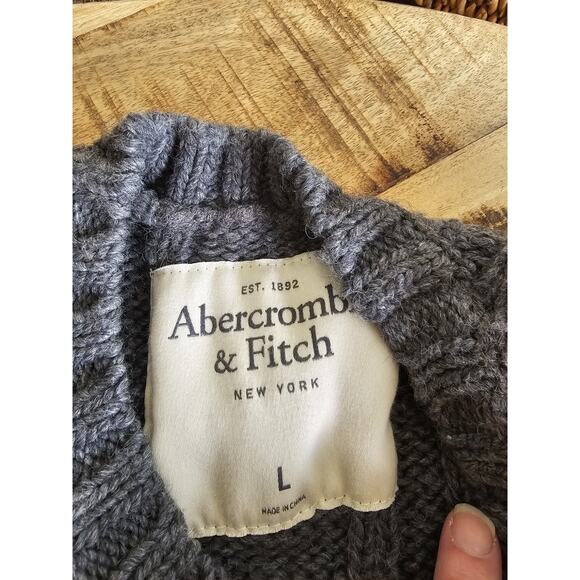 EST. 1892
Abercromb
& Fitch
NEW YORK
L
MADE IN CHINA